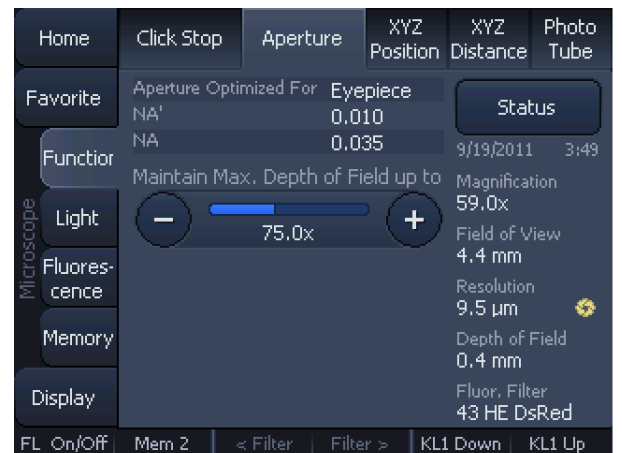 Home
Click Stop
Aperture
XYZ Position
XYZ Distance
Photo Tube
Favorite
Microscope
Function
Light
Fluores-
cence
Memory
Display
Aperture Optimized For Eyepiece
NA' 0.010
NA 0.035
Maintain Max. Depth of Field up to
− +
75.0x
Status
9/19/2011 3:49
Magnification
59.0x
Field of View
4.4 mm
Resolution
9.5 µm
Depth of Field
0.4 mm
Fluor. Filter
43 HE DsRed
FL On/Off Mem 2 < Filter Filter > KL1 Down KL1 Up